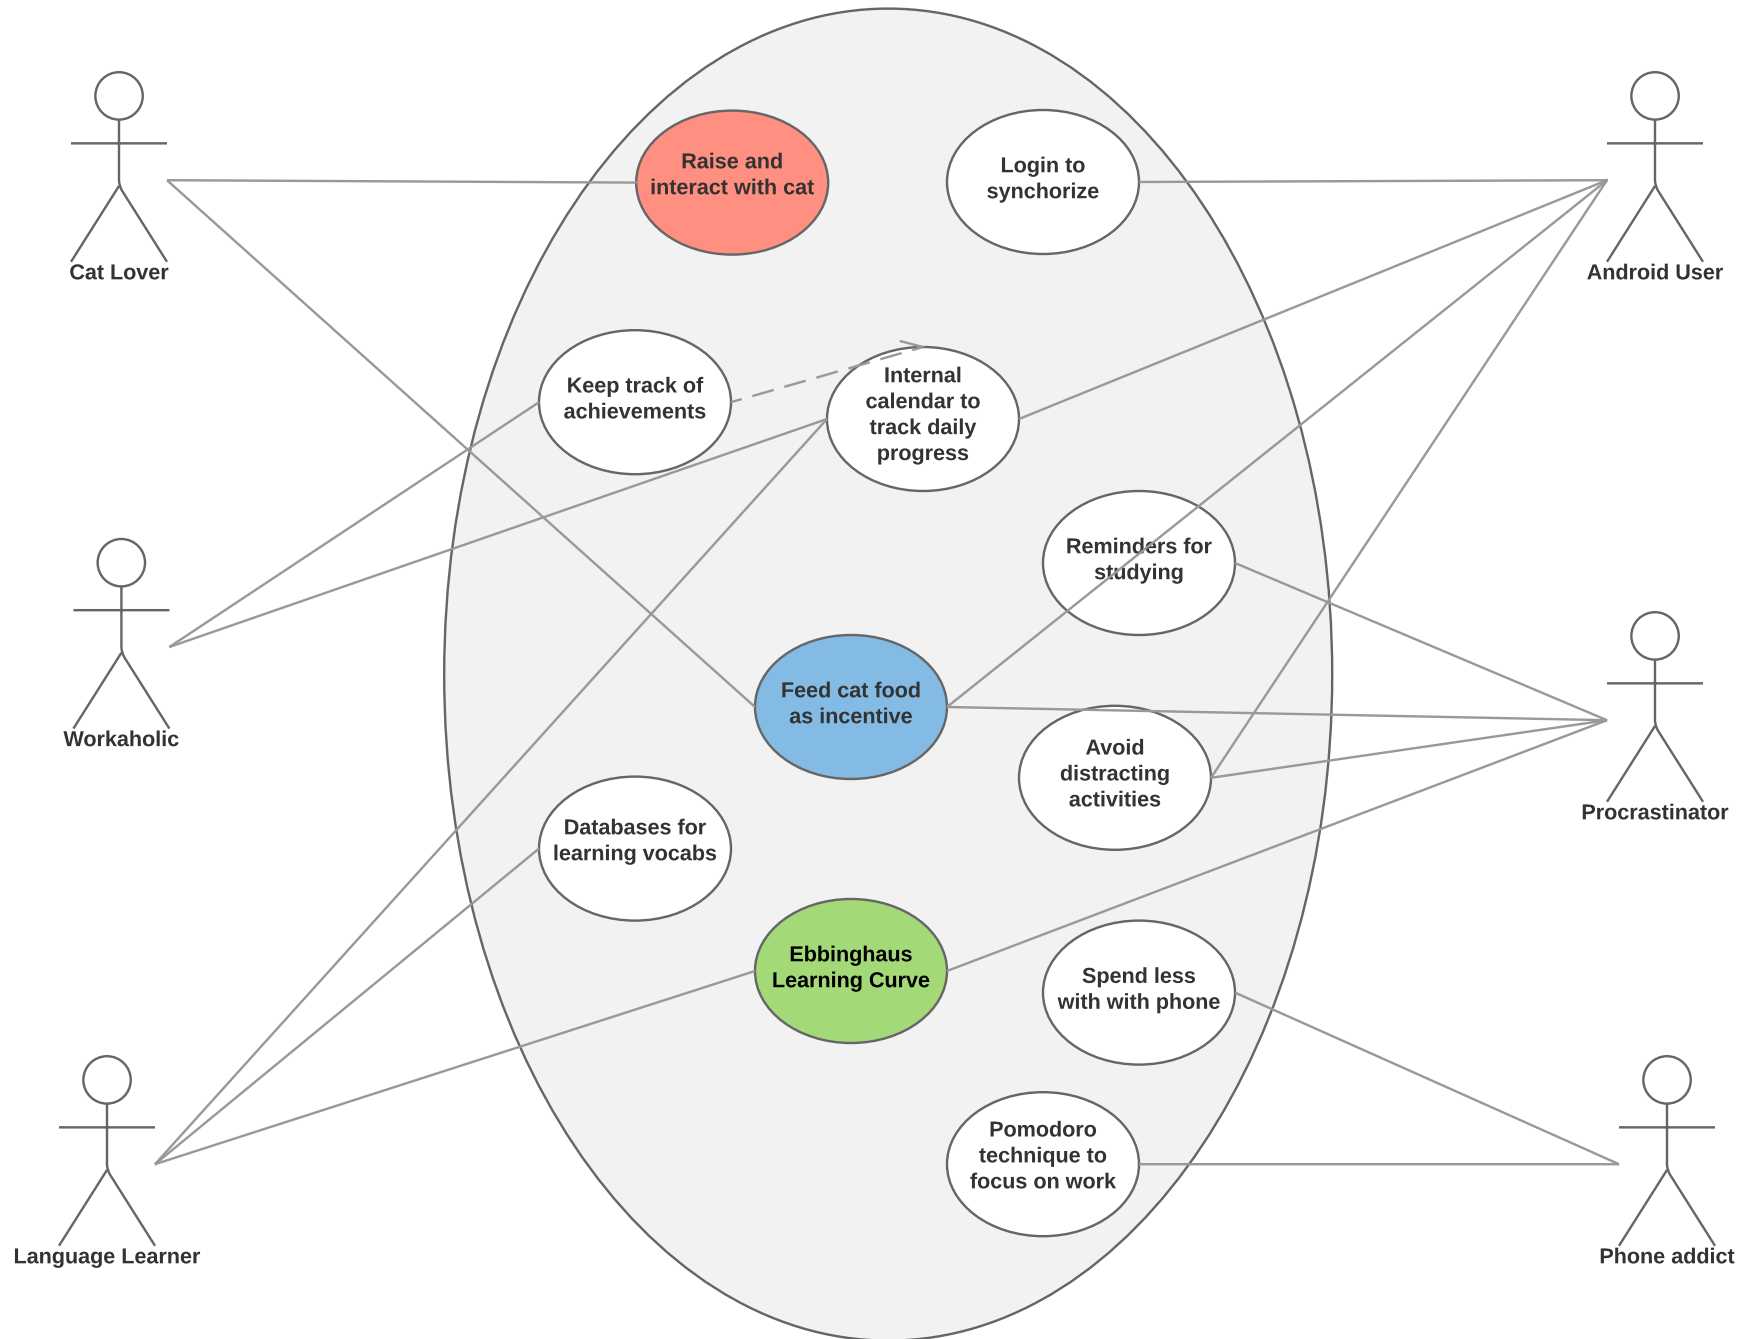 Raise and
interact with cat
Login to
synchorize
Cat Lover
Android User
Keep track of
achievements
Internal
calendar to
track daily
progress
Reminders for
studying
Workaholic
Feed cat food
as incentive
Avoid
distracting
activities
Procrastinator
Databases for
learning vocabs
Ebbinghaus
Learning Curve
Spend less
with with phone
Pomodoro
technique to
focus on work
Language Learner
Phone addict